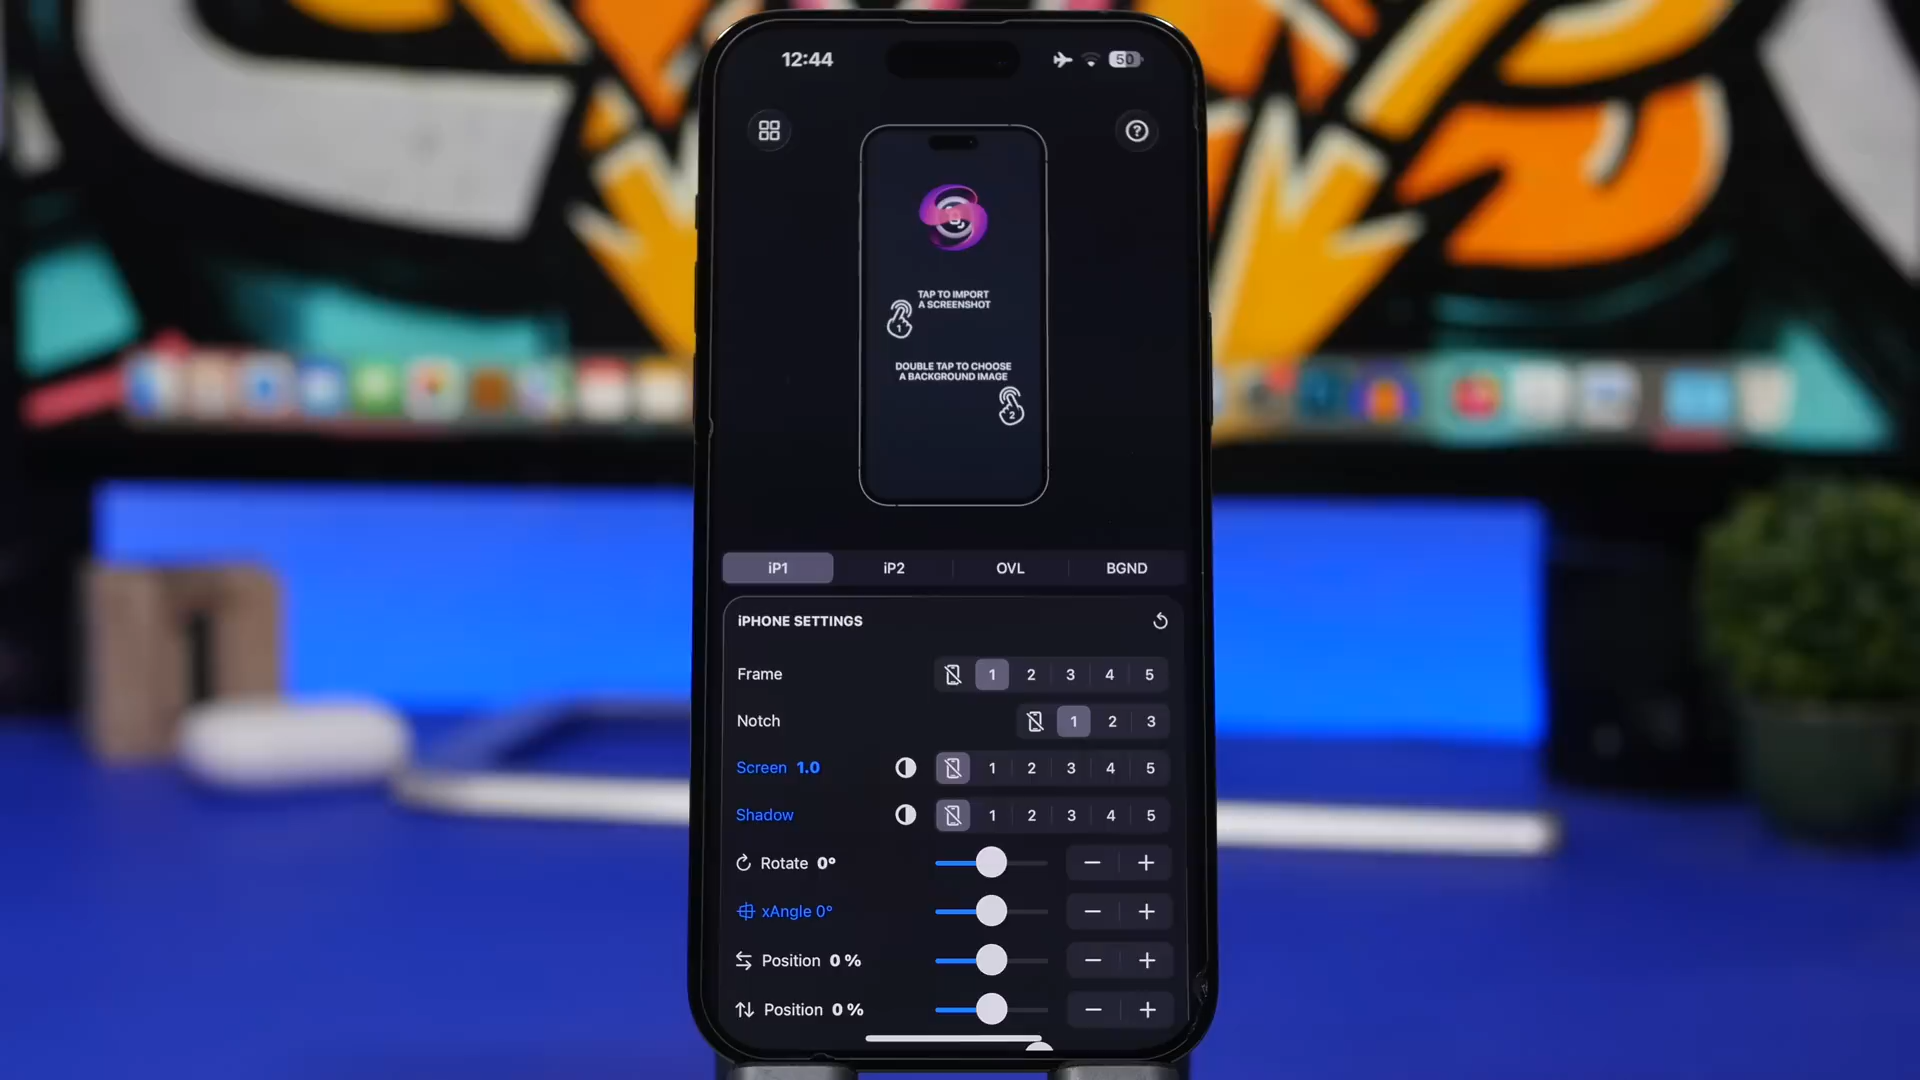 12:44
50
TAP TO IMPORT
A SCREENSHOT
1
DOUBLE TAP TO CHOOSE
A BACKGROUND IMAGE
2
iP1 iP2 OVL BGND
iPHONE SETTINGS
Frame 1 2 3 4 5
Notch 1 2 3
Screen 1.0 1 2 3 4 5
Shadow 1 2 3 4 5
Rotate 0° − +
xAngle 0° − +
Position 0 % − +
Position 0 % − +